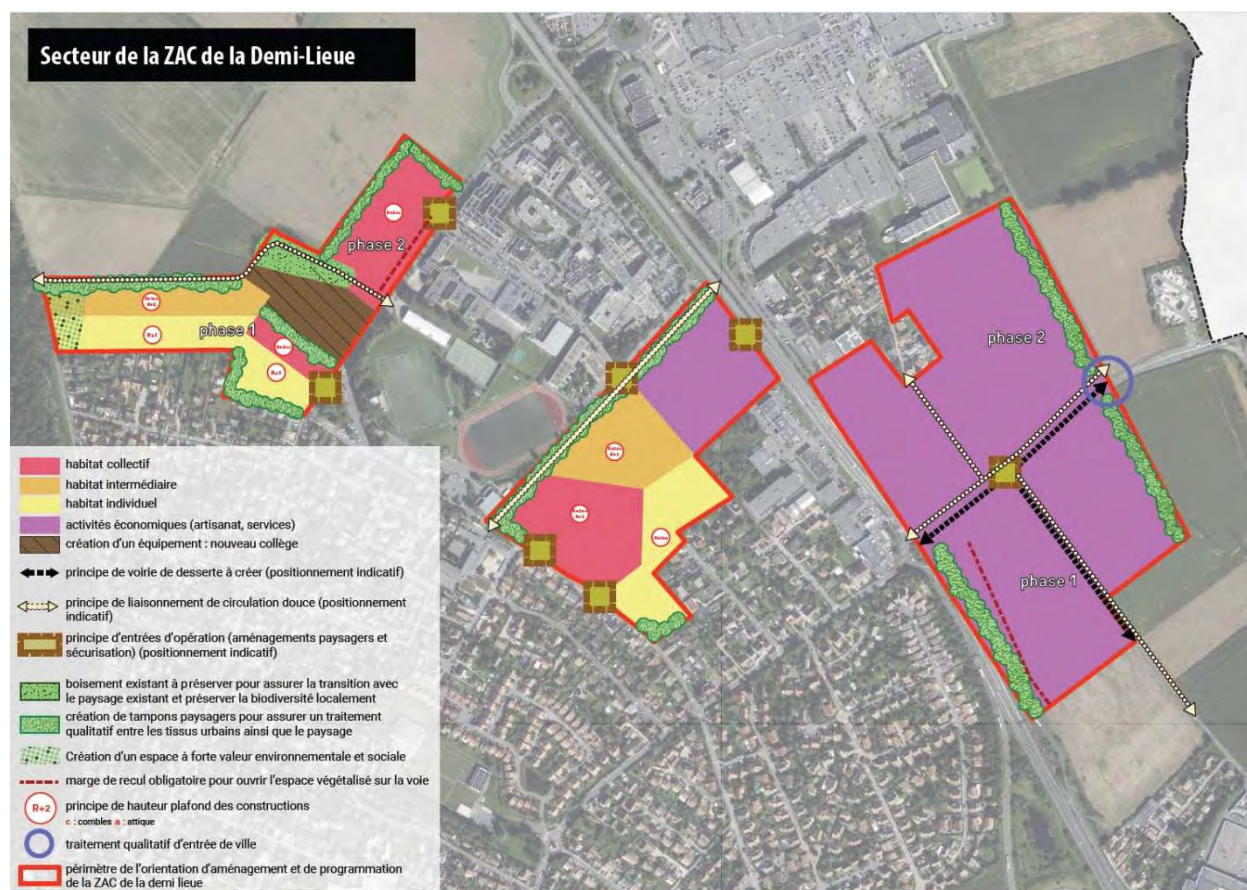 Secteur de la ZAC de la Demi-Lieue
phase 2
phase 1
R+1
R+1
phase 2
phase 1
habitat collectif
habitat intermédiaire
habitat individuel
activités économiques (artisanat, services)
création d'un équipement : nouveau collège
principe de voirie de desserte à créer (positionnement indicatif)
principe de liaisonnement de circulation douce (positionnement
indicatif)
principe d'entrées d'opération (aménagements paysagers et
sécurisation) (positionnement indicatif)
boisement existant à préserver pour assurer la transition avec
le paysage existant et préserver la biodiversité localement
création de tampons paysagers pour assurer un traitement
qualitatif entre les tissus urbains ainsi que le paysage
Création d'un espace à forte valeur environnementale et sociale
marge de recul obligatoire pour ouvrir l'espace végétalisé sur la voie
R+2
principe de hauteur plafond des constructions
c : combles a : attique
traitement qualitatif d'entrée de ville
périmètre de l'orientation d'aménagement et de programmation
de la ZAC de la demi lieue